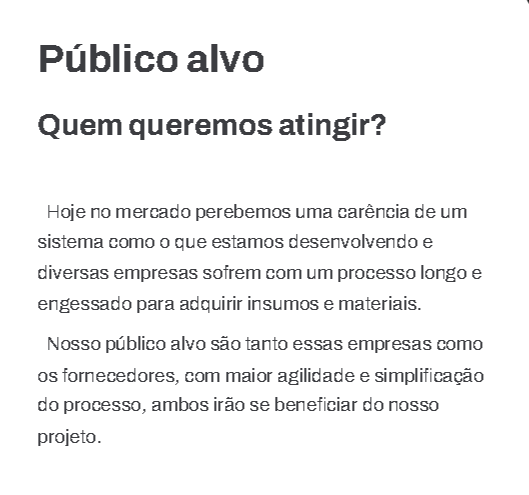 Público alvo
Quem queremos atingir?
Hoje no mercado perebemos uma carência de um
sistema como o que estamos desenvolvendo e
diversas empresas sofrem com um processo longo e
engessado para adquirir insumos e materiais.
Nosso público alvo são tanto essas empresas como
os fornecedores, com maior agilidade e simplificação
do processo, ambos irão se beneficiar do nosso
projeto.